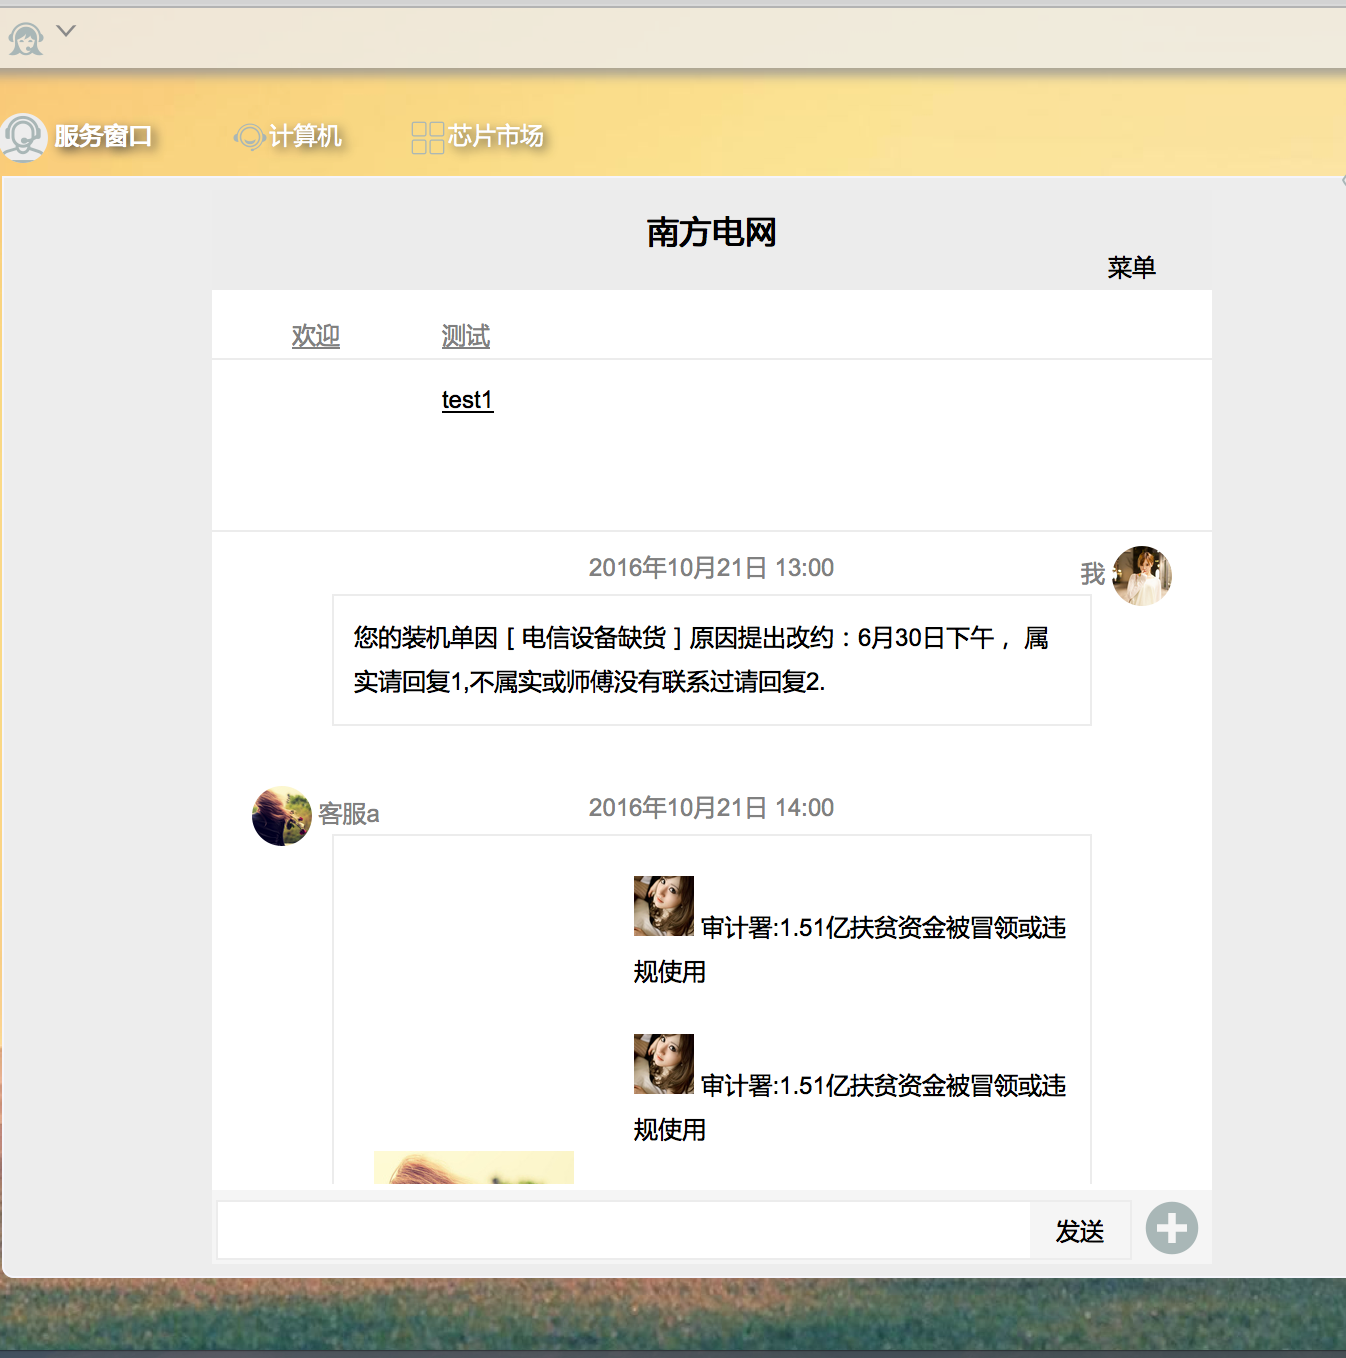 服务窗口 计算机 芯片市场
南方电网
菜单
欢迎 测试
test1
2016年10月21日 13:00 我
您的装机单因［电信设备缺货］原因提出改约：6月30日下午， 属
实请回复1,不属实或师傅没有联系过请回复2.
客服a 2016年10月21日 14:00
审计署:1.51亿扶贫资金被冒领或违
规使用
审计署:1.51亿扶贫资金被冒领或违
规使用
发送